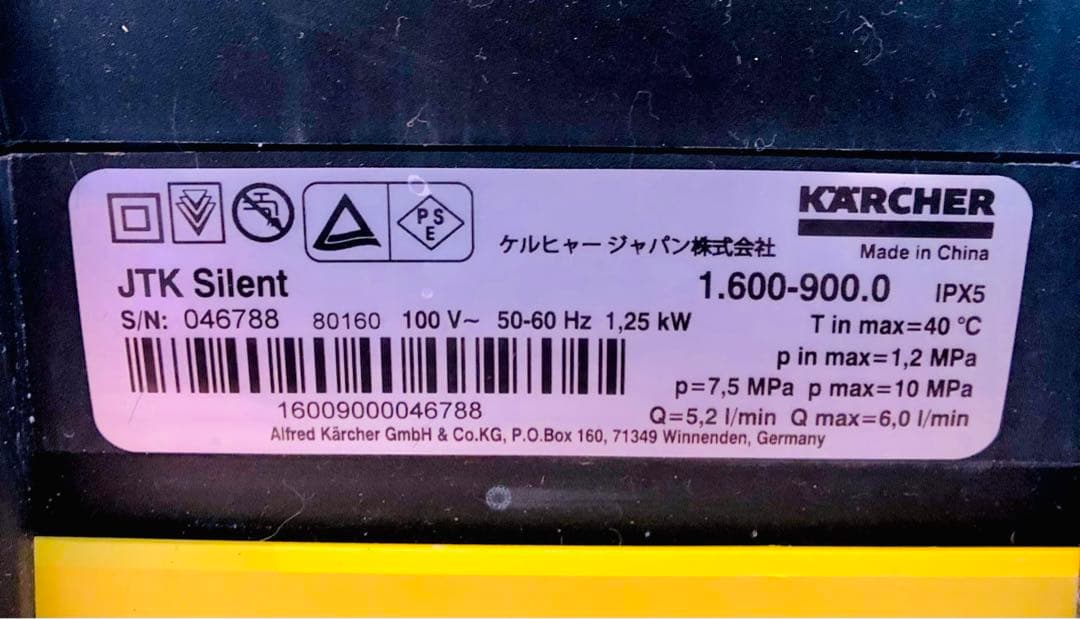 PSE
ケルヒャー ジャパン株式会社
KÄRCHER
Made in China
JTK Silent
1.600-900.0 IPX5
S/N: 046788 80160 100 V~ 50-60 Hz 1,25 kW
T in max=40 °C
p in max=1,2 MPa
p=7,5 MPa p max=10 MPa
16009000046788
Q=5,2 l/min Q max=6,0 l/min
Alfred Kärcher GmbH & Co.KG, P.O.Box 160, 71349 Winnenden, Germany